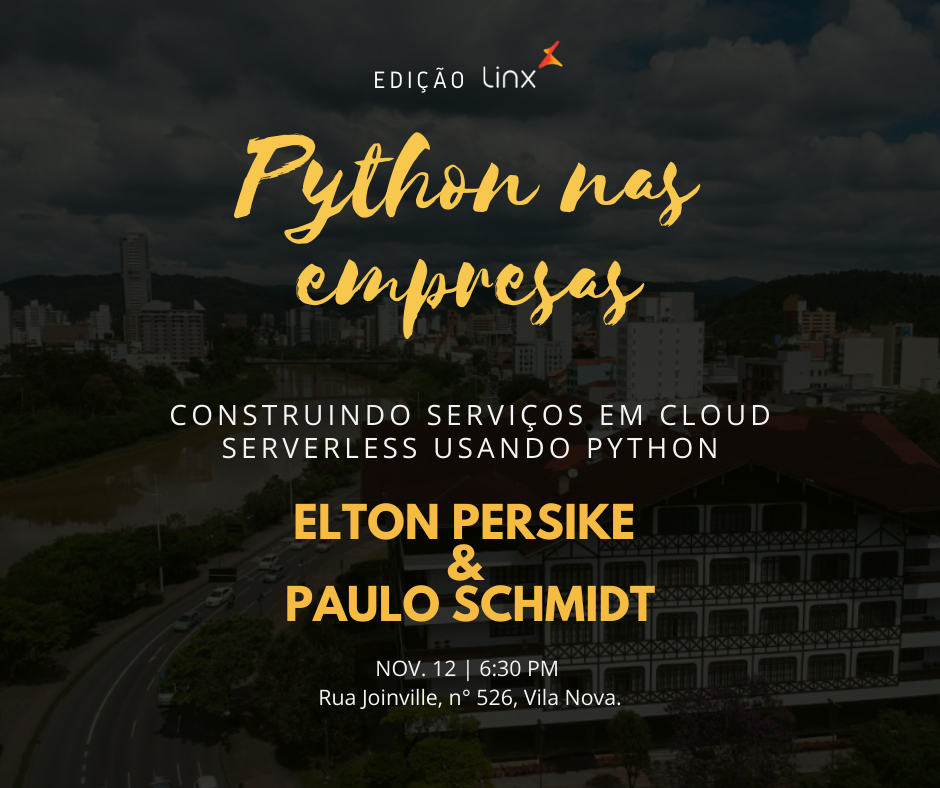 EDIÇÃO Linx
Python nas
empresas
CONSTRUINDO SERVIÇOS EM CLOUD
SERVERLESS USANDO PYTHON
ELTON PERSIKE
&
PAULO SCHMIDT
NOV. 12 | 6:30 PM
Rua Joinville, n° 526, Vila Nova.